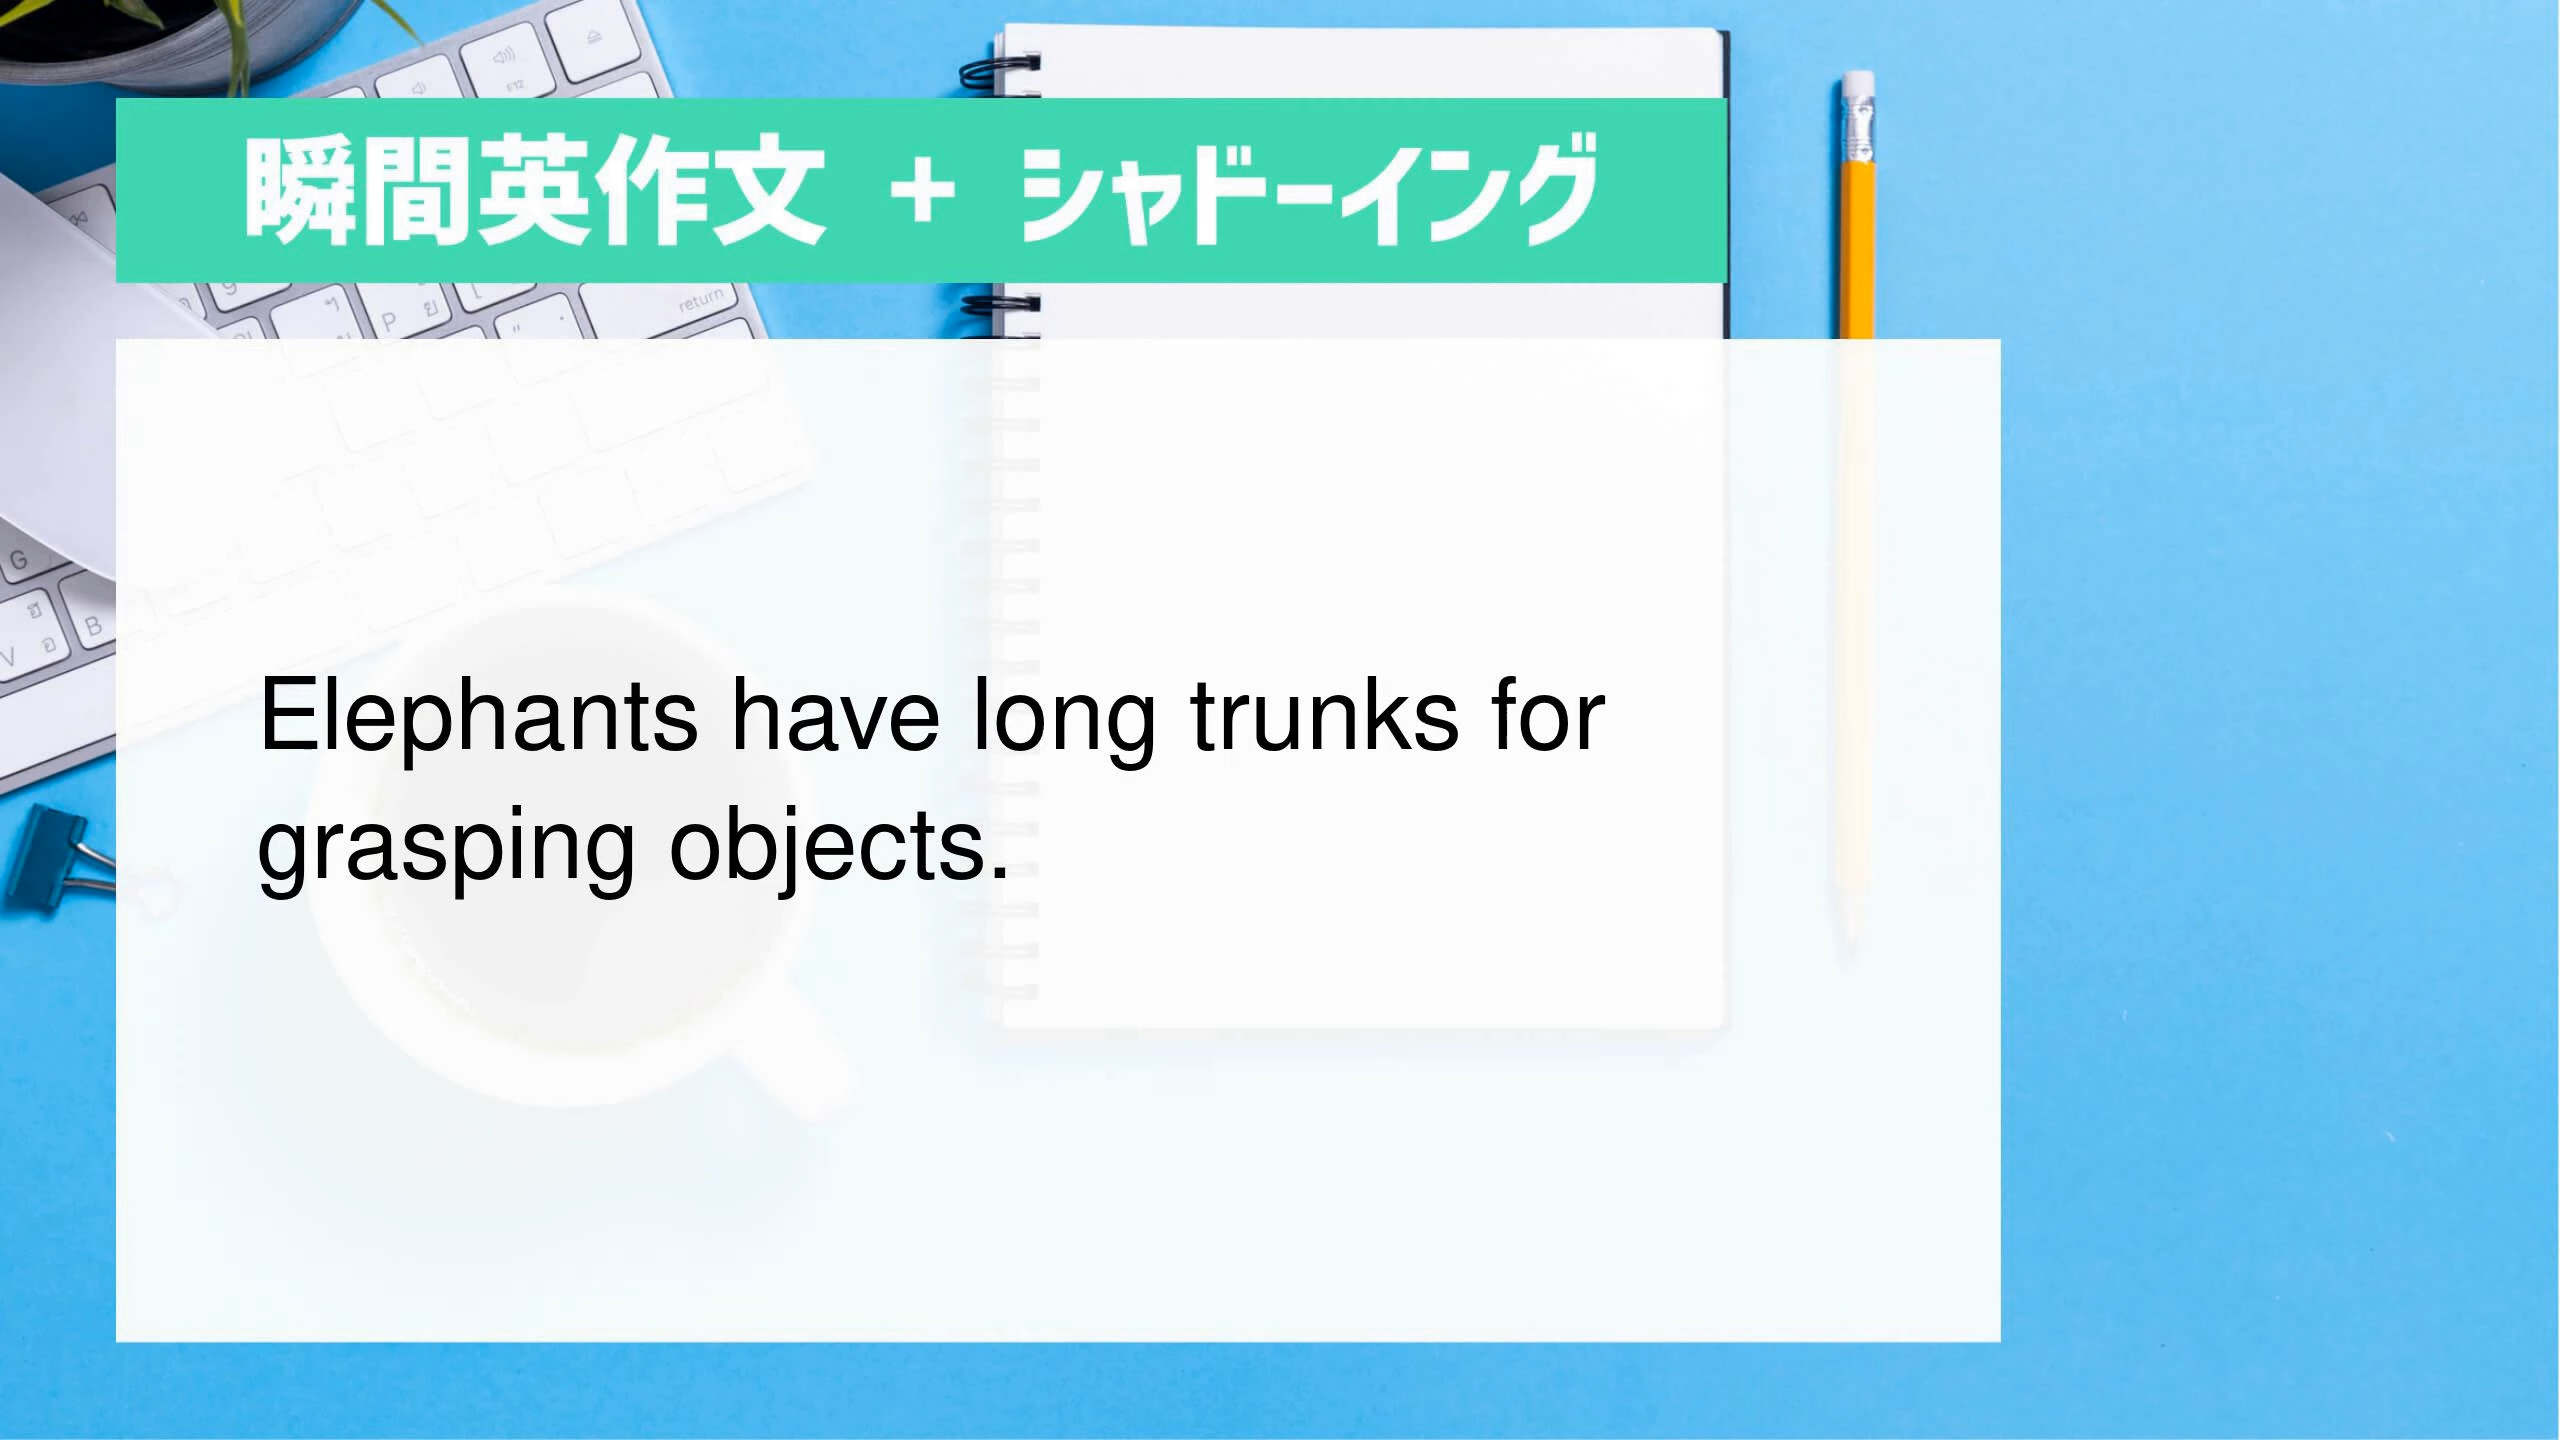 瞬間英作文 + シャドーイング
Elephants have long trunks for
grasping objects.